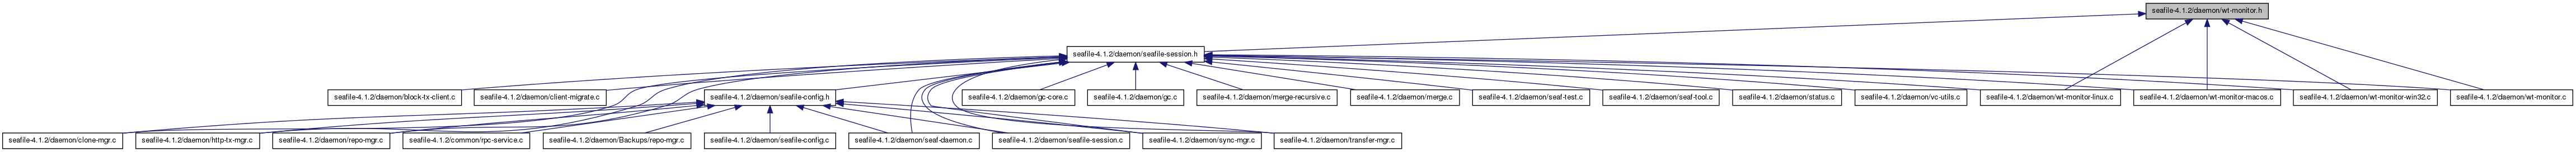 seafile-4.1.2/daemon/wt-monitor.h
seafile-4.1.2/daemon/seafile-session.h
seafile-4.1.2/daemon/block-tx-client.c
seafile-4.1.2/daemon/client-migrate.c
seafile-4.1.2/daemon/seafile-config.h
seafile-4.1.2/daemon/gc-core.c
seafile-4.1.2/daemon/gc.c
seafile-4.1.2/daemon/merge-recursive.c
seafile-4.1.2/daemon/merge.c
seafile-4.1.2/daemon/seaf-test.c
seafile-4.1.2/daemon/seaf-tool.c
seafile-4.1.2/daemon/status.c
seafile-4.1.2/daemon/vc-utils.c
seafile-4.1.2/daemon/wt-monitor-linux.c
seafile-4.1.2/daemon/wt-monitor-macos.c
seafile-4.1.2/daemon/wt-monitor-win32.c
seafile-4.1.2/daemon/wt-monitor.c
seafile-4.1.2/daemon/clone-mgr.c
seafile-4.1.2/daemon/http-tx-mgr.c
seafile-4.1.2/daemon/repo-mgr.c
seafile-4.1.2/common/rpc-service.c
seafile-4.1.2/daemon/Backups/repo-mgr.c
seafile-4.1.2/daemon/seafile-config.c
seafile-4.1.2/daemon/seaf-daemon.c
seafile-4.1.2/daemon/seafile-session.c
seafile-4.1.2/daemon/sync-mgr.c
seafile-4.1.2/daemon/transfer-mgr.c